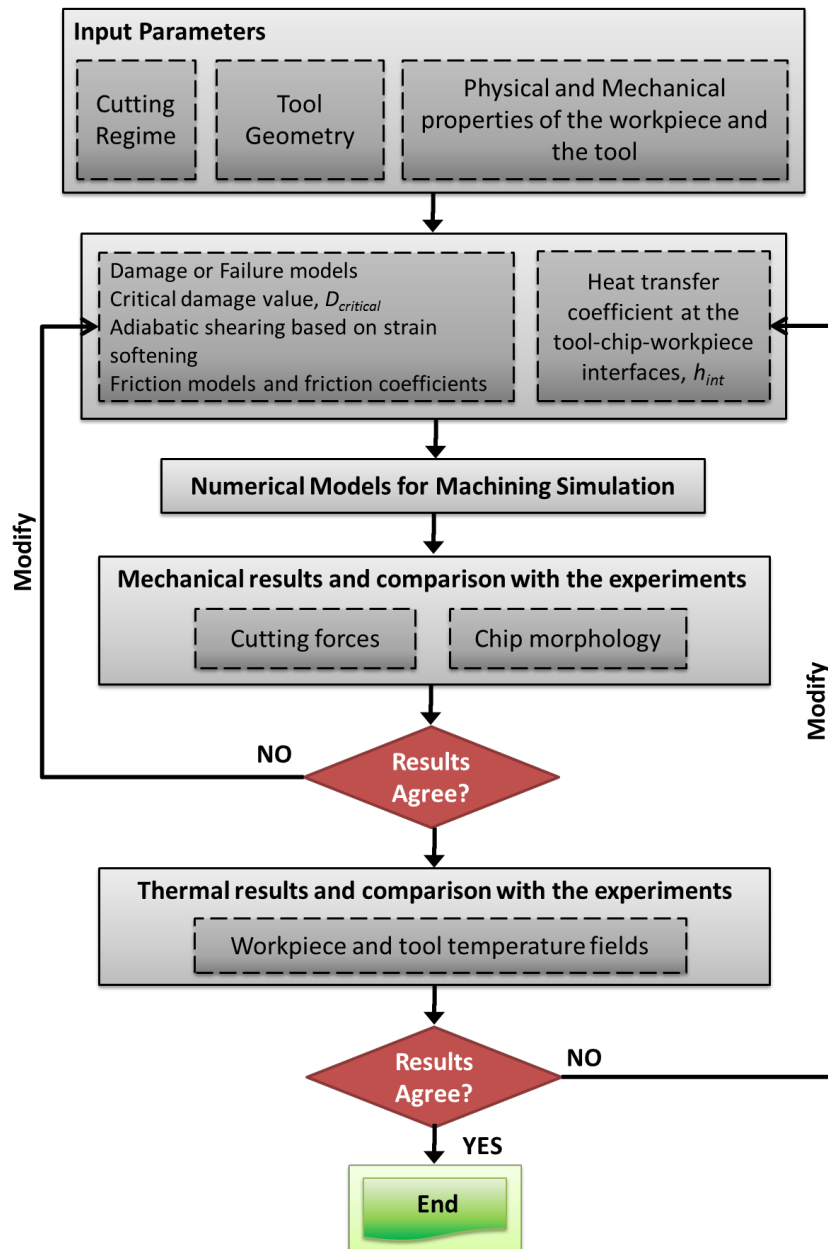 Input Parameters
Cutting
Regime
Tool
Geometry
Physical and Mechanical
properties of the workpiece and
the tool
Damage or Failure models
Critical damage value, Dcritical
Adiabatic shearing based on strain
softening
Friction models and friction coefficients
Heat transfer
coefficient at the
tool-chip-workpiece
interfaces, hint
Numerical Models for Machining Simulation
Modify
Mechanical results and comparison with the experiments
Cutting forces
Chip morphology
Modify
NO
Results
Agree?
Thermal results and comparison with the experiments
Workpiece and tool temperature fields
Results
Agree?
NO
YES
End